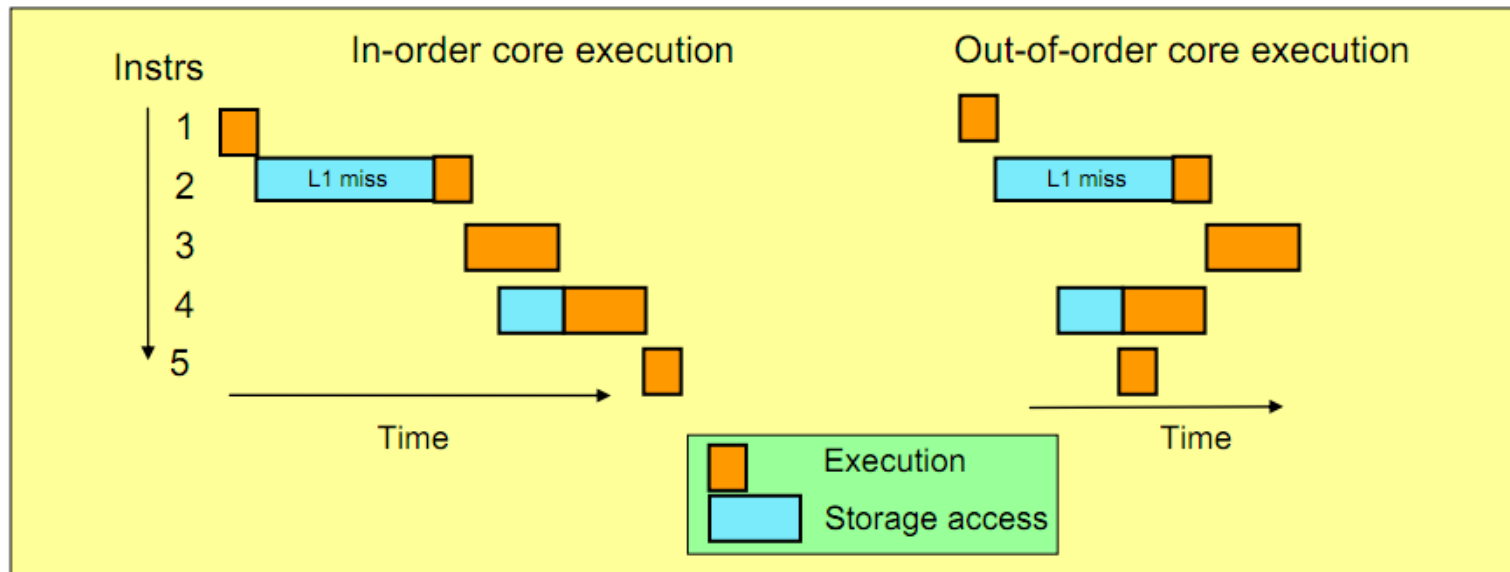 In-order core execution
Out-of-order core execution
Instrs
1
2
3
4
5
L1 miss
L1 miss
Time
Time
Execution
Storage access